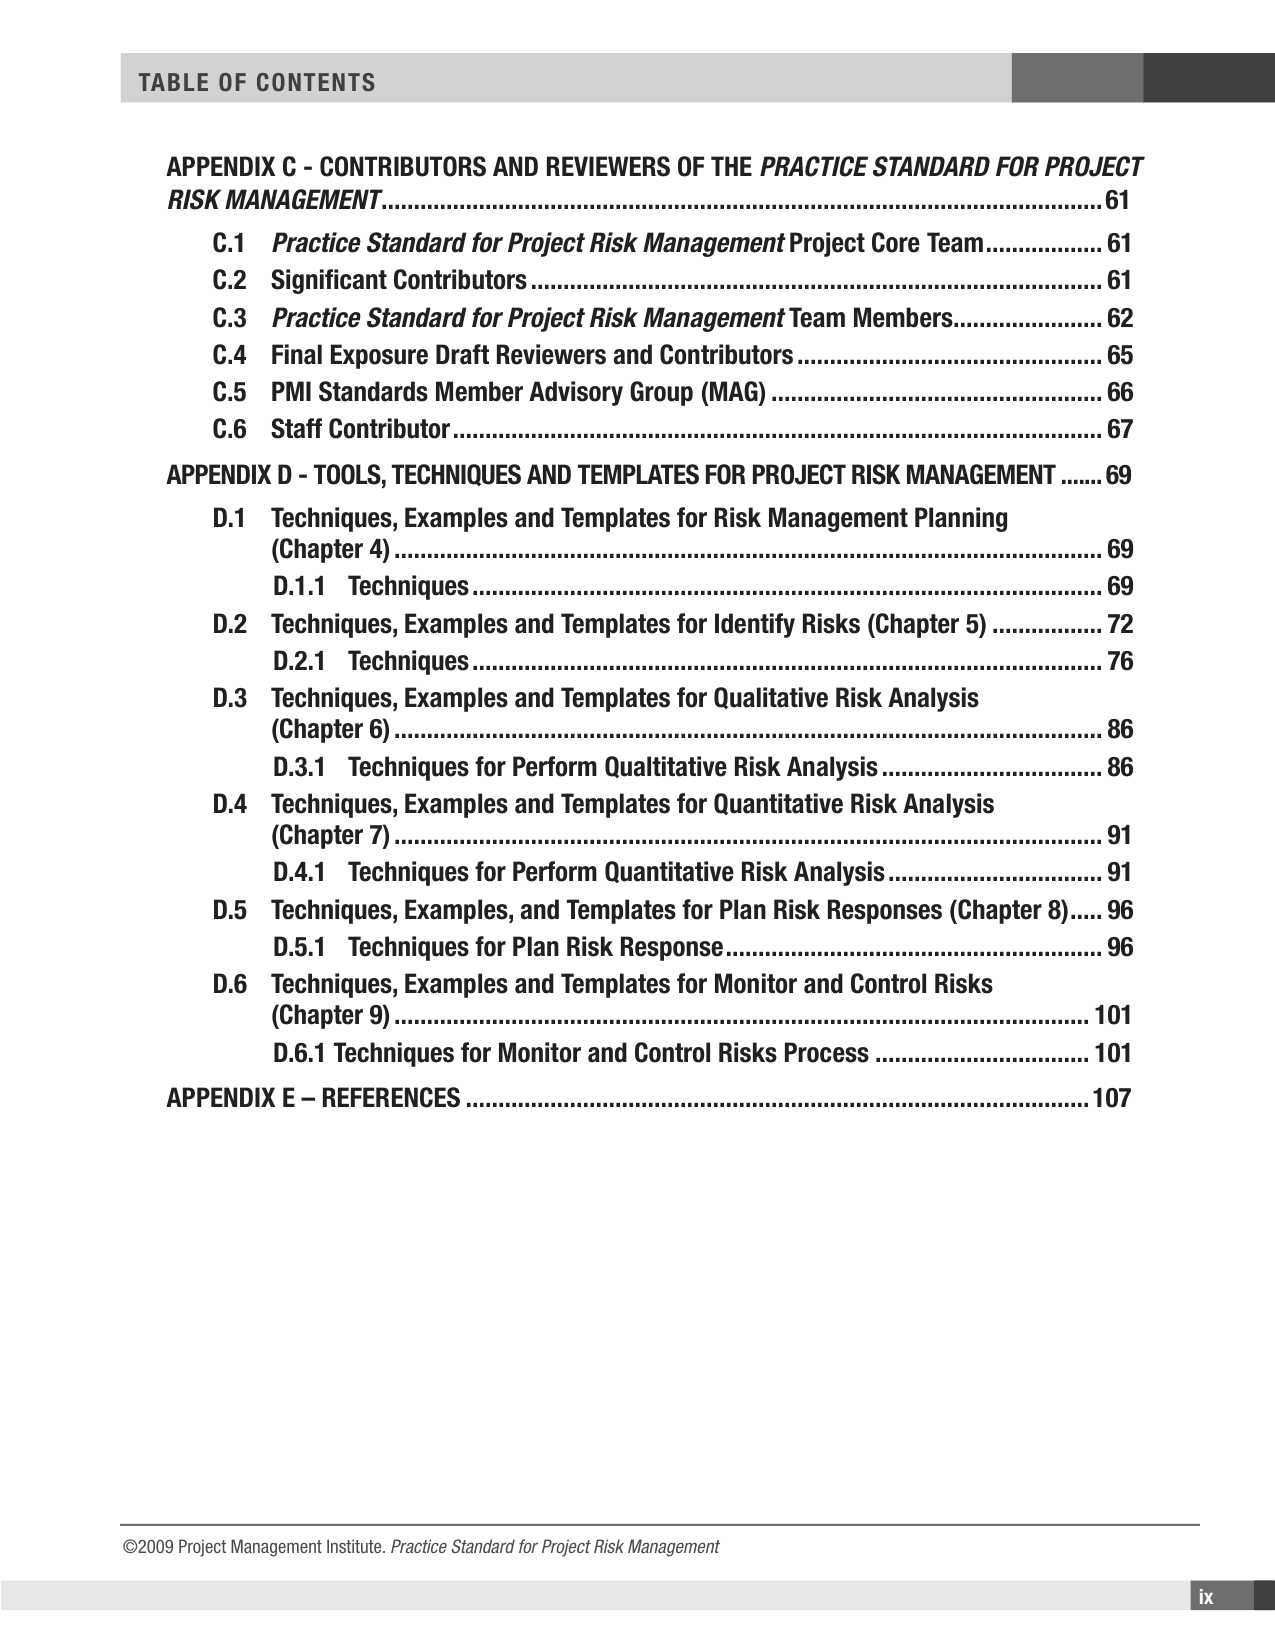 TABLE OF CONTENTS
APPENDIX C - CONTRIBUTORS AND REVIEWERS OF THE PRACTICE STANDARD FOR PROJECT
RISK MANAGEMENT.......................................................................................................................61
C.1 Practice Standard for Project Risk Management Project Core Team.................. 61
C.2 Significant Contributors ........................................................................................ 61
C.3 Practice Standard for Project Risk Management Team Members....................... 62
C.4 Final Exposure Draft Reviewers and Contributors ............................................... 65
C.5 PMI Standards Member Advisory Group (MAG) ................................................... 66
C.6 Staff Contributor.................................................................................................... 67
APPENDIX D - TOOLS, TECHNIQUES AND TEMPLATES FOR PROJECT RISK MANAGEMENT .......69
D.1 Techniques, Examples and Templates for Risk Management Planning
(Chapter 4) ............................................................................................................. 69
D.1.1 Techniques................................................................................................. 69
D.2 Techniques, Examples and Templates for Identify Risks (Chapter 5) ................. 72
D.2.1 Techniques................................................................................................. 76
D.3 Techniques, Examples and Templates for Qualitative Risk Analysis
(Chapter 6) ............................................................................................................. 86
D.3.1 Techniques for Perform Qualtitative Risk Analysis .................................. 86
D.4 Techniques, Examples and Templates for Quantitative Risk Analysis
(Chapter 7) ............................................................................................................. 91
D.4.1 Techniques for Perform Quantitative Risk Analysis ................................. 91
D.5 Techniques, Examples, and Templates for Plan Risk Responses (Chapter 8)..... 96
D.5.1 Techniques for Plan Risk Response.......................................................... 96
D.6 Techniques, Examples and Templates for Monitor and Control Risks
(Chapter 9) ........................................................................................................... 101
D.6.1 Techniques for Monitor and Control Risks Process ................................. 101
APPENDIX E – REFERENCES ................................................................................................107
©2009 Project Management Institute. Practice Standard for Project Risk Management
ix